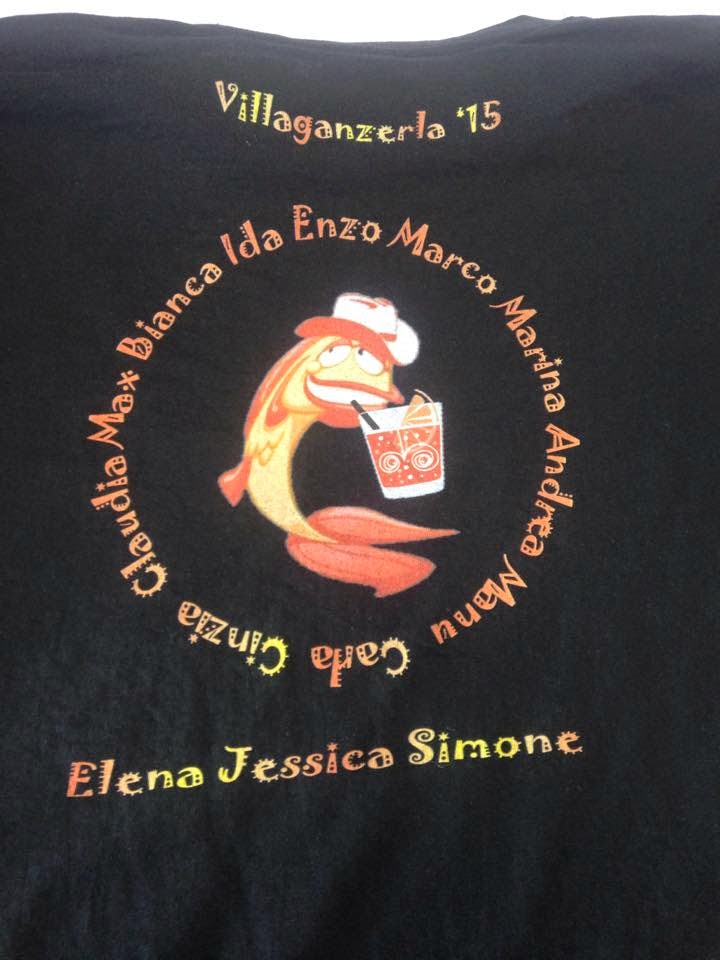 Villaganzerla '15
Claudia Max Bianca Ida Enzo Marco Marina Andrea Manu Carla Cinzia
Elena Jessica Simone